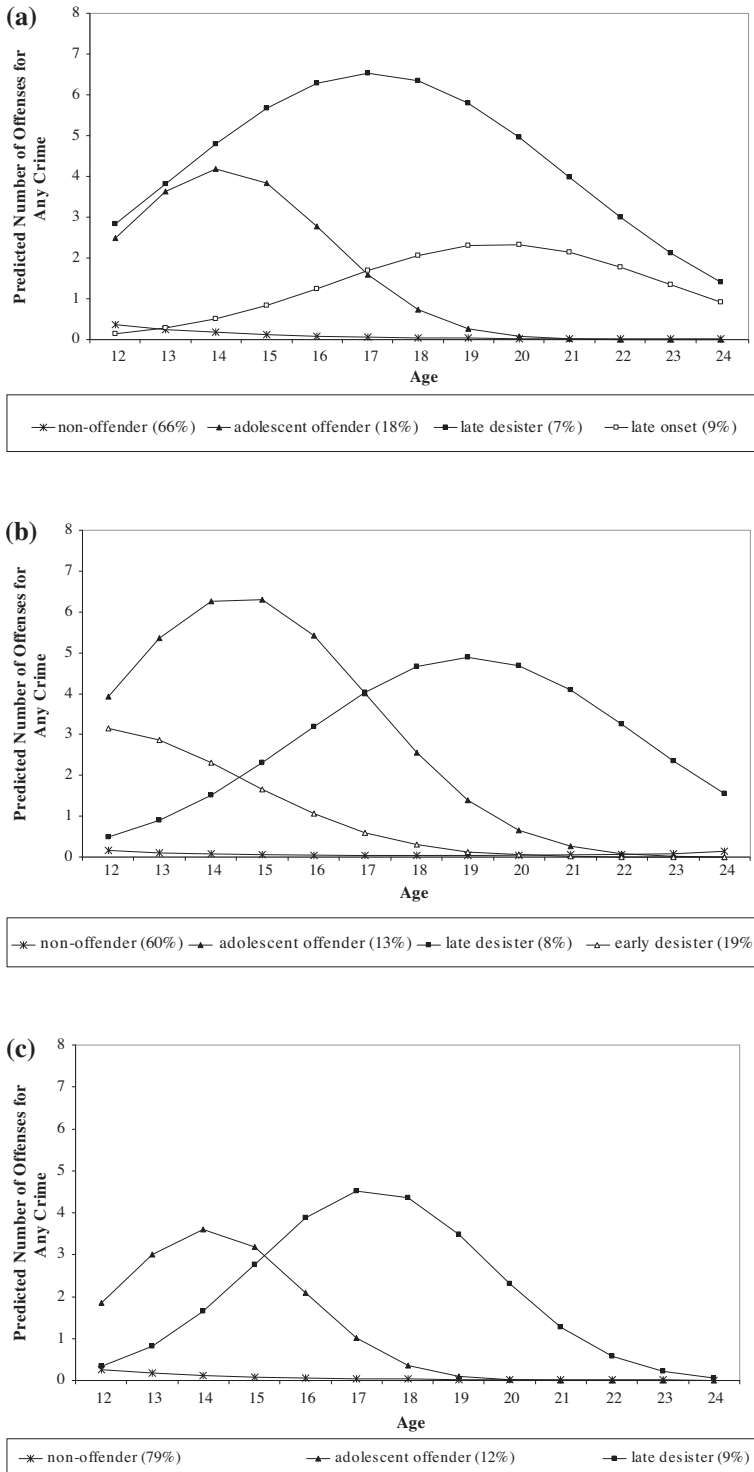 (a)
Predicted Number of Offenses for
Any Crime
8
7
6
5
4
3
2
1
0
12 13 14 15 16 17 18 19 20 21 22 23 24
Age
non-offender (66%) adolescent offender (18%) late desister (7%) late onset (9%)
(b)
Predicted Number of Offenses for
Any Crime
8
7
6
5
4
3
2
1
0
12 13 14 15 16 17 18 19 20 21 22 23 24
Age
non-offender (60%) adolescent offender (13%) late desister (8%) early desister (19%
(c)
Predicted Number of Offenses for
Any Crime
8
7
6
5
4
3
2
1
0
12 13 14 15 16 17 18 19 20 21 22 23 24
Age
non-offender (79%) adolescent offender (12%) late desister (9%)